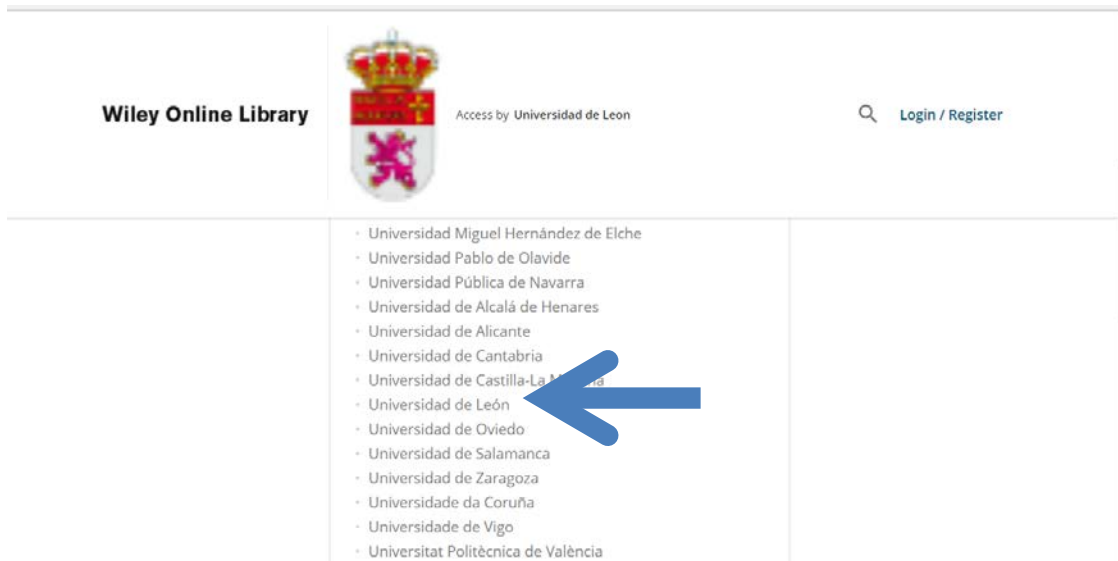 Wiley Online Library
Access by Universidad de Leon
Login / Register
Universidad Miguel Hernández de Elche
Universidad Pablo de Olavide
Universidad Pública de Navarra
Universidad de Alcalá de Henares
Universidad de Alicante
Universidad de Cantabria
Universidad de Castilla-La
Universidad de León
Universidad de Oviedo
Universidad de Salamanca
Universidad de Zaragoza
Universidade da Coruña
Universidade de Vigo
Universitat Politècnica de València